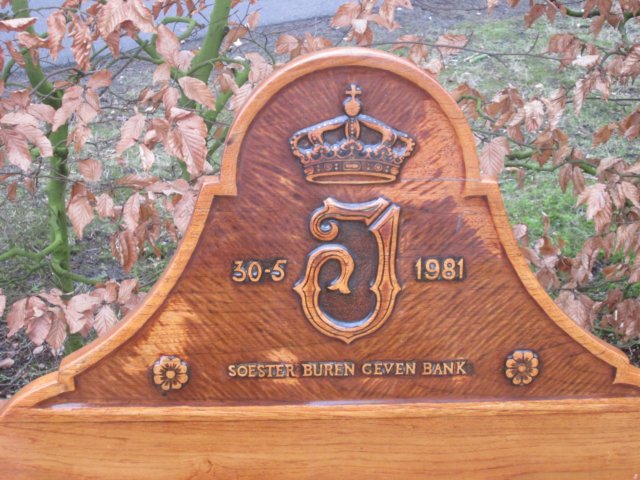 J
30-5 1981
SOESTER BUREN GEVEN BANK